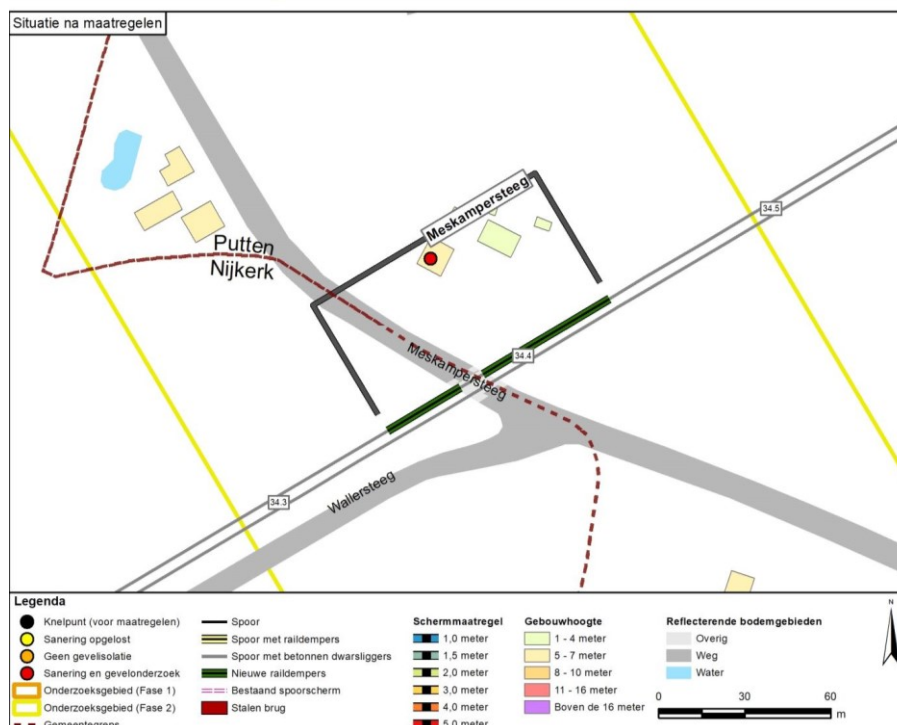 Situatie na maatregelen
Meskampersteeg
34.5
Putten
Nijkerk
34.4
Meskampersteeg
34.3
Wallersteeg
Legenda
Knelpunt (voor maatregelen)
Sanering opgelost
Geen gevelisolatie
Sanering en gevelonderzoek
Onderzoeksgebied (Fase 1)
Onderzoeksgebied (Fase 2)
Gemeentegrens
Spoor
Spoor met raildempers
Spoor met betonnen dwarsliggers
Nieuwe raildempers
Bestaand spoorscherm
Stalen brug
Schermmaatregel
1,0 meter
1,5 meter
2,0 meter
3,0 meter
4,0 meter
5,0 meter
Gebouwhoogte
1 - 4 meter
5 - 7 meter
8 - 10 meter
11 - 16 meter
Boven de 16 meter
Reflecterende bodemgebieden
Overig
Weg
Water
N
0 30 60
m